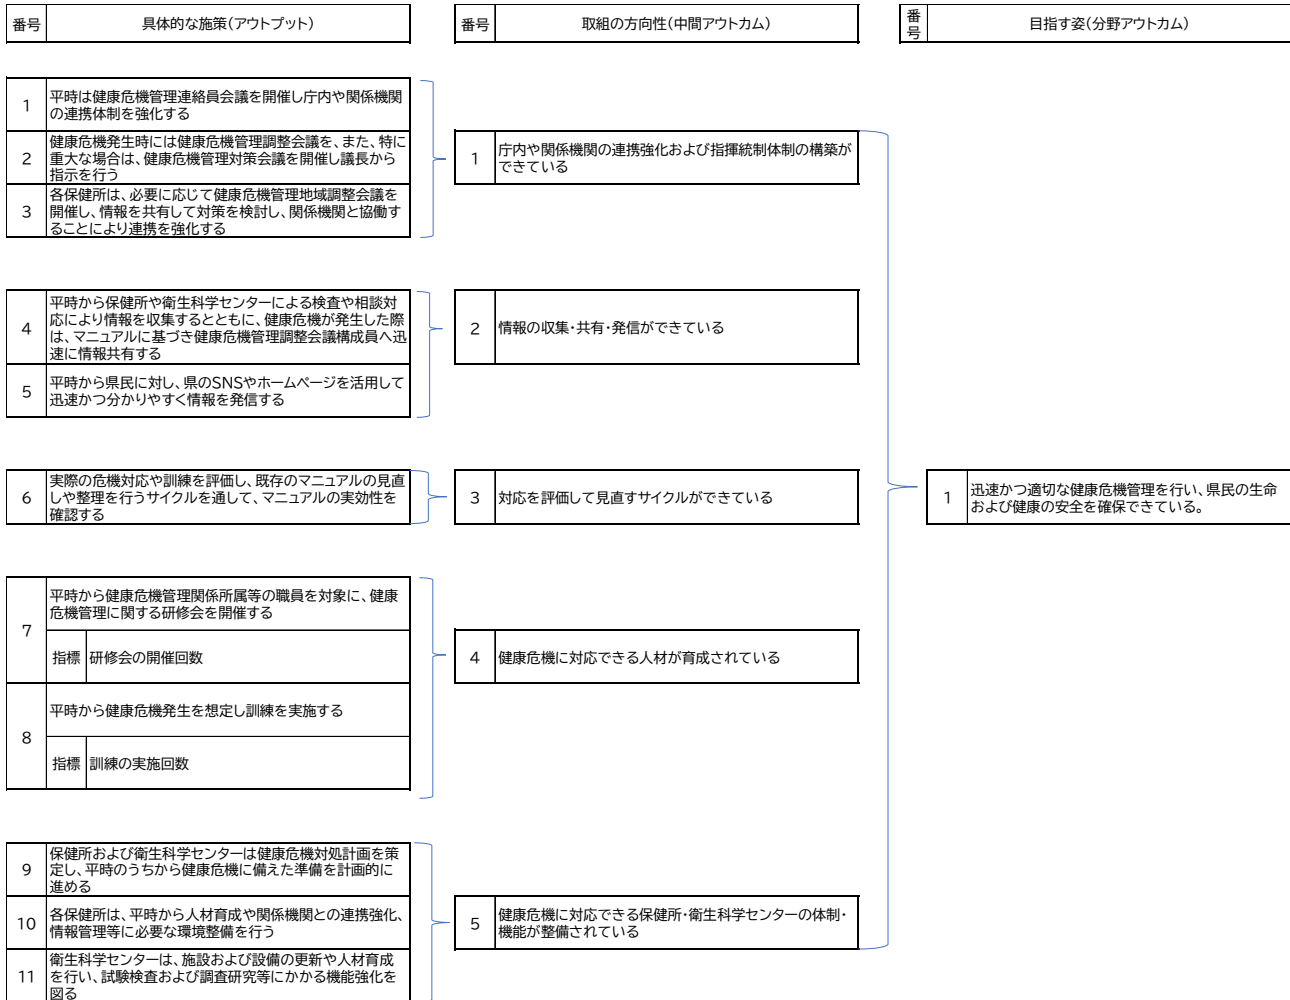 番号 具体的な施策(アウトプット) 番号 取組の方向性(中間アウトカム) 番号 目指す姿(分野アウトカム)
1 平時は健康危機管理連絡員会議を開催し庁内や関係機関
の連携体制を強化する
2 健康危機発生時には健康危機管理調整会議を、また、特に
重大な場合は、健康危機管理対策会議を開催し議長から
指示を行う
3 各保健所は、必要に応じて健康危機管理地域調整会議を
開催し、情報を共有して対策を検討し、関係機関と協働す
ることにより連携を強化する
1 庁内や関係機関の連携強化および指揮統制体制の構築が
できている
4 平時から保健所や衛生科学センターによる検査や相談対
応により情報を収集するとともに、健康危機が発生した際
は、マニュアルに基づき健康危機管理調整会議構成員へ迅
速に情報共有する
5 平時から県民に対し、県のSNSやホームページを活用して
迅速かつ分かりやすく情報を発信する
2 情報の収集・共有・発信ができている
6 実際の危機対応や訓練を評価し、既存のマニュアルの見直
しや整理を行うサイクルを通して、マニュアルの実効性を
確認する
3 対応を評価して見直すサイクルができている
1 迅速かつ適切な健康危機管理を行い、県民の生命
および健康の安全を確保できている。
7 平時から健康危機管理関係所属等の職員を対象に、健康
危機管理に関する研修会を開催する
指標 研修会の開催回数
8 平時から健康危機発生を想定し訓練を実施する
指標 訓練の実施回数
4 健康危機に対応できる人材が育成されている
9 保健所および衛生科学センターは健康危機対処計画を策
定し、平時のうちから健康危機に備えた準備を計画的に
進める
10 各保健所は、平時から人材育成や関係機関との連携強化、
情報管理等に必要な環境整備を行う
11 衛生科学センターは、施設および設備の更新や人材育成
を行い、試験検査および調査研究等にかかる機能強化を
図る
5 健康危機に対応できる保健所・衛生科学センターの体制・
機能が整備されている